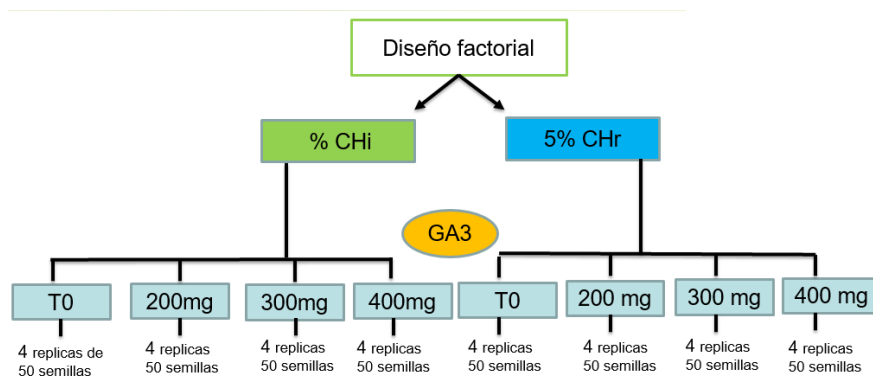 Diseño factorial
% CHi
5% CHr
GA3
T0
200mg
300mg
400mg
T0
200 mg
300 mg
400 mg
4 replicas de
50 semillas
4 replicas
50 semillas
4 replicas
50 semillas
4 replicas
50 semillas
4 replicas
50 semillas
4 replicas
50 semillas
4 replicas
50 semillas
4 replicas
50 semillas